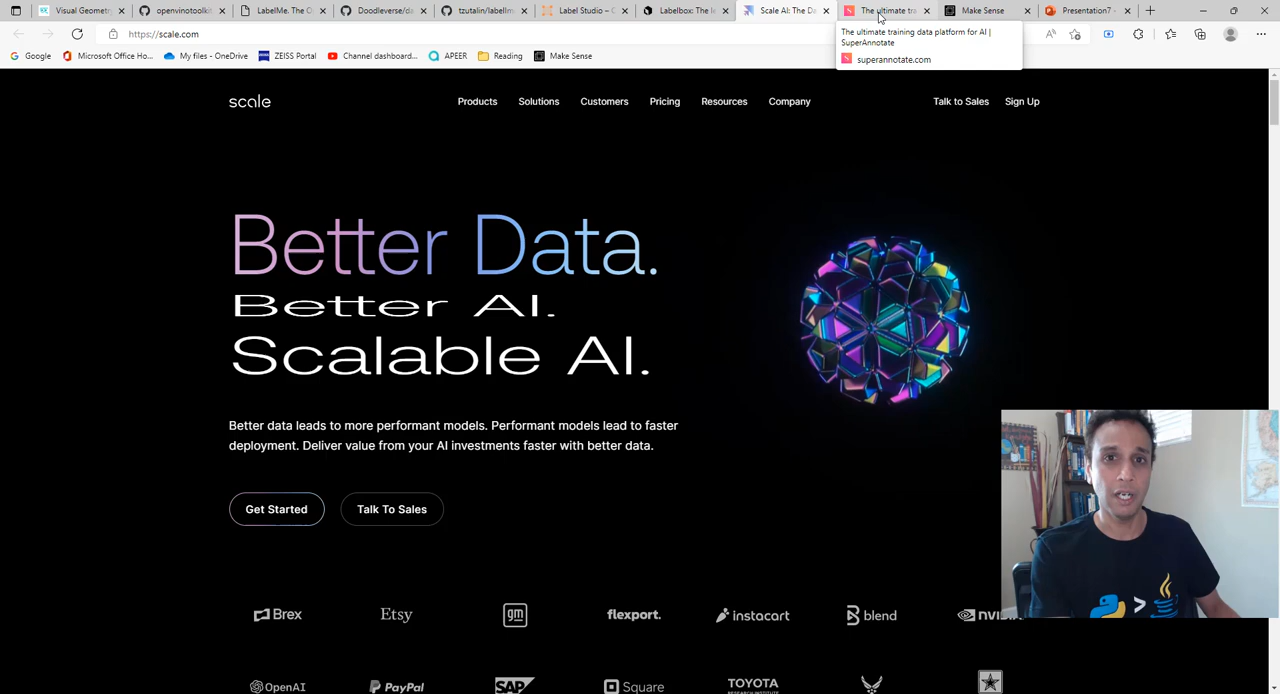 Visual Geometry
openvinotoolkit
LabelMe. The O
Doodleverse/da
tzutalin/labelIm
Label Studio – O
Labelbox: The le
Scale AI: The Da
The ultimate tra
Make Sense
Presentation7 -
https://scale.com
The ultimate training data platform for AI |
SuperAnnotate
superannotate.com
Google
Microsoft Office Ho...
My files - OneDrive
ZEISS Portal
Channel dashboard...
APEER
Reading
Make Sense
scale
Products
Solutions
Customers
Pricing
Resources
Company
Talk to Sales
Sign Up
Better Data.
Better AI.
Scalable AI.
Better data leads to more performant models. Performant models lead to faster
deployment. Deliver value from your AI investments faster with better data.
Get Started
Talk To Sales
Brex
Etsy
gm
flexport.
instacart
blend
OpenAI
PayPal
SAP
Square
TOYOTA
RESEARCH INSTITUTE